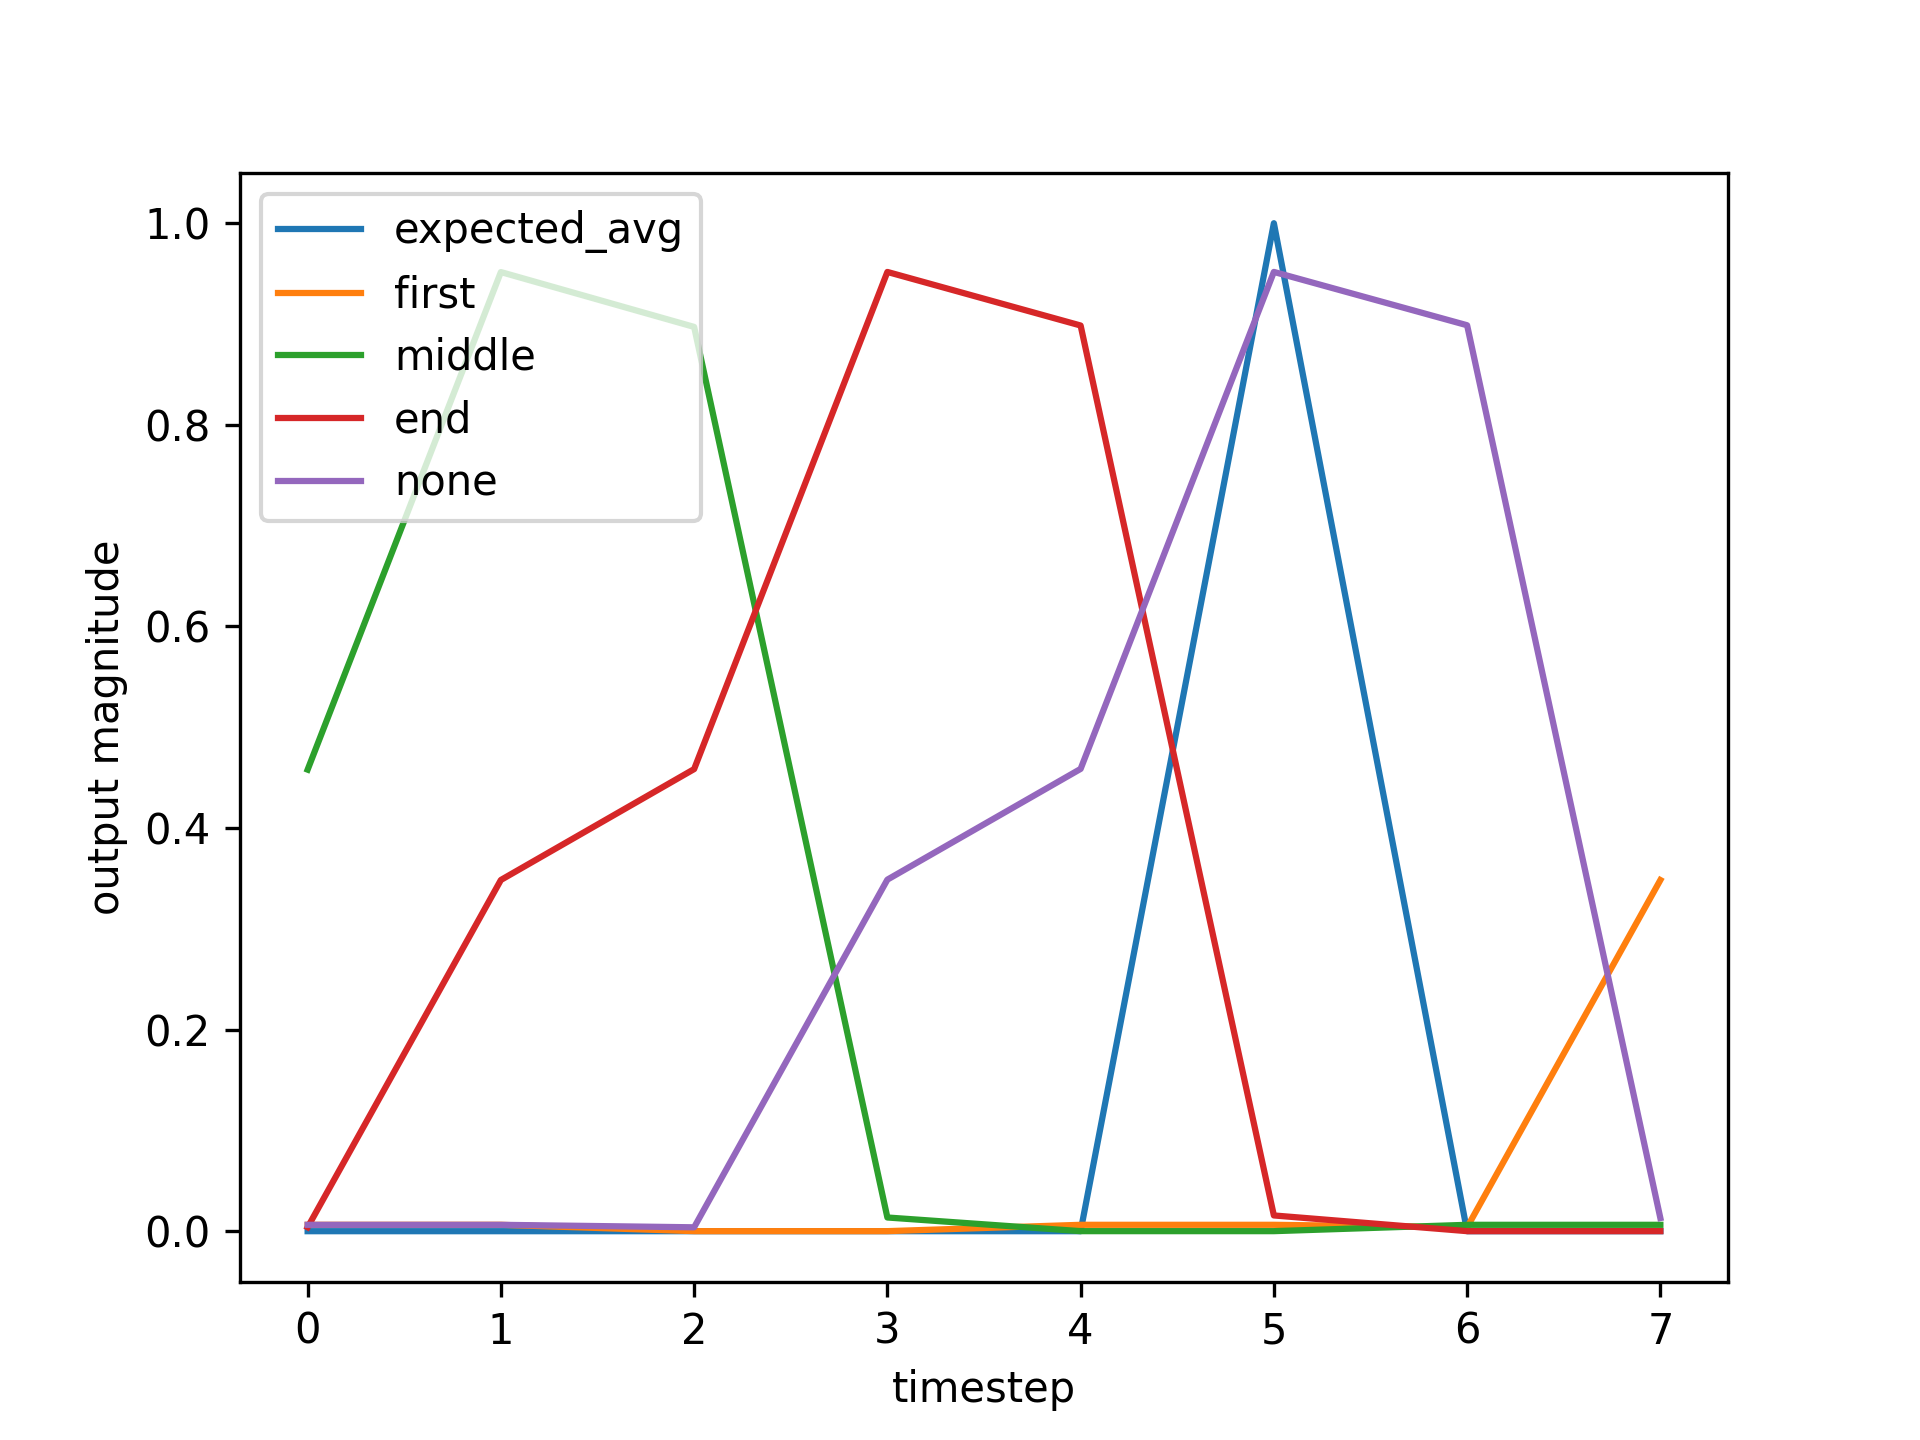 expected_avg
first
middle
end
none
1.0
0.8
0.6
0.4
0.2
0.0
output magnitude
0 1 2 3 4 5 6 7
timestep